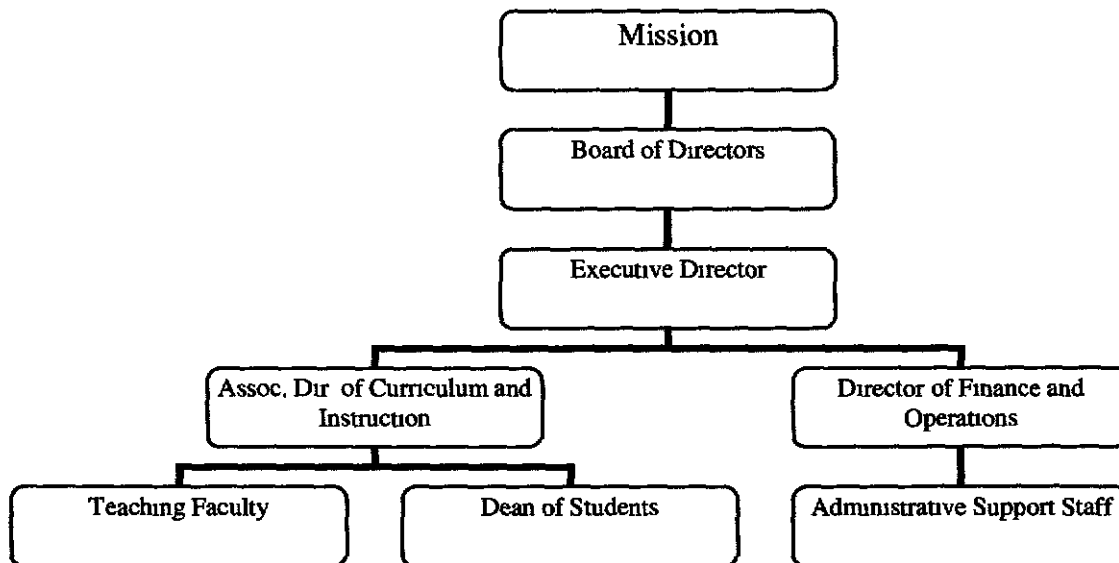 Mission
Board of Directors
Executive Director
Assoc. Dir of Curriculum and
Instruction
Director of Finance and
Operations
Teaching Faculty
Dean of Students
Administrative Support Staff